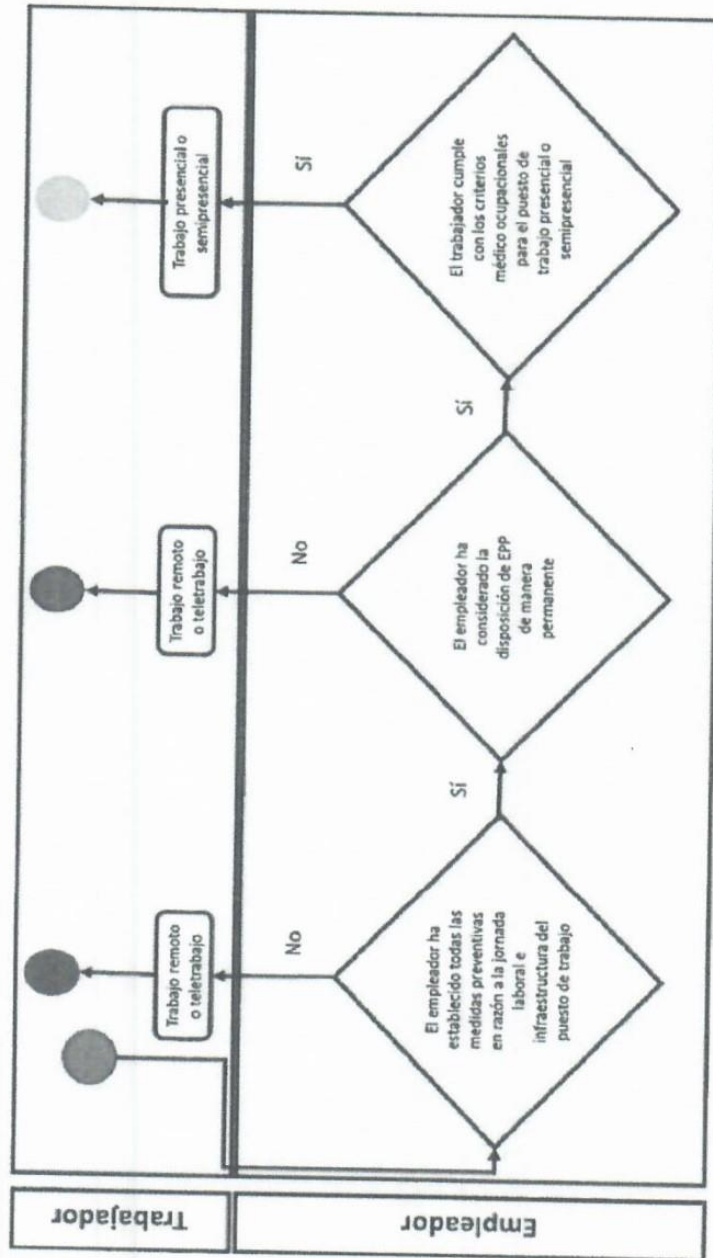 Trabajador
Trabajo remoto
o teletrabajo
Trabajo remoto
o teletrabajo
Trabajo presencial o
semipresencial
Empleador
No
No
Sí
El empleador ha
establecido todas las
medidas preventivas
en razón a la jornada
laboral e
infraestructura del
puesto de trabajo
Sí
El empleador ha
considerado la
disposición de EPP
de manera
permanente
Sí
El trabajador cumple
con los criterios
médico ocupacionales
para el puesto de
trabajo presencial o
semipresencial